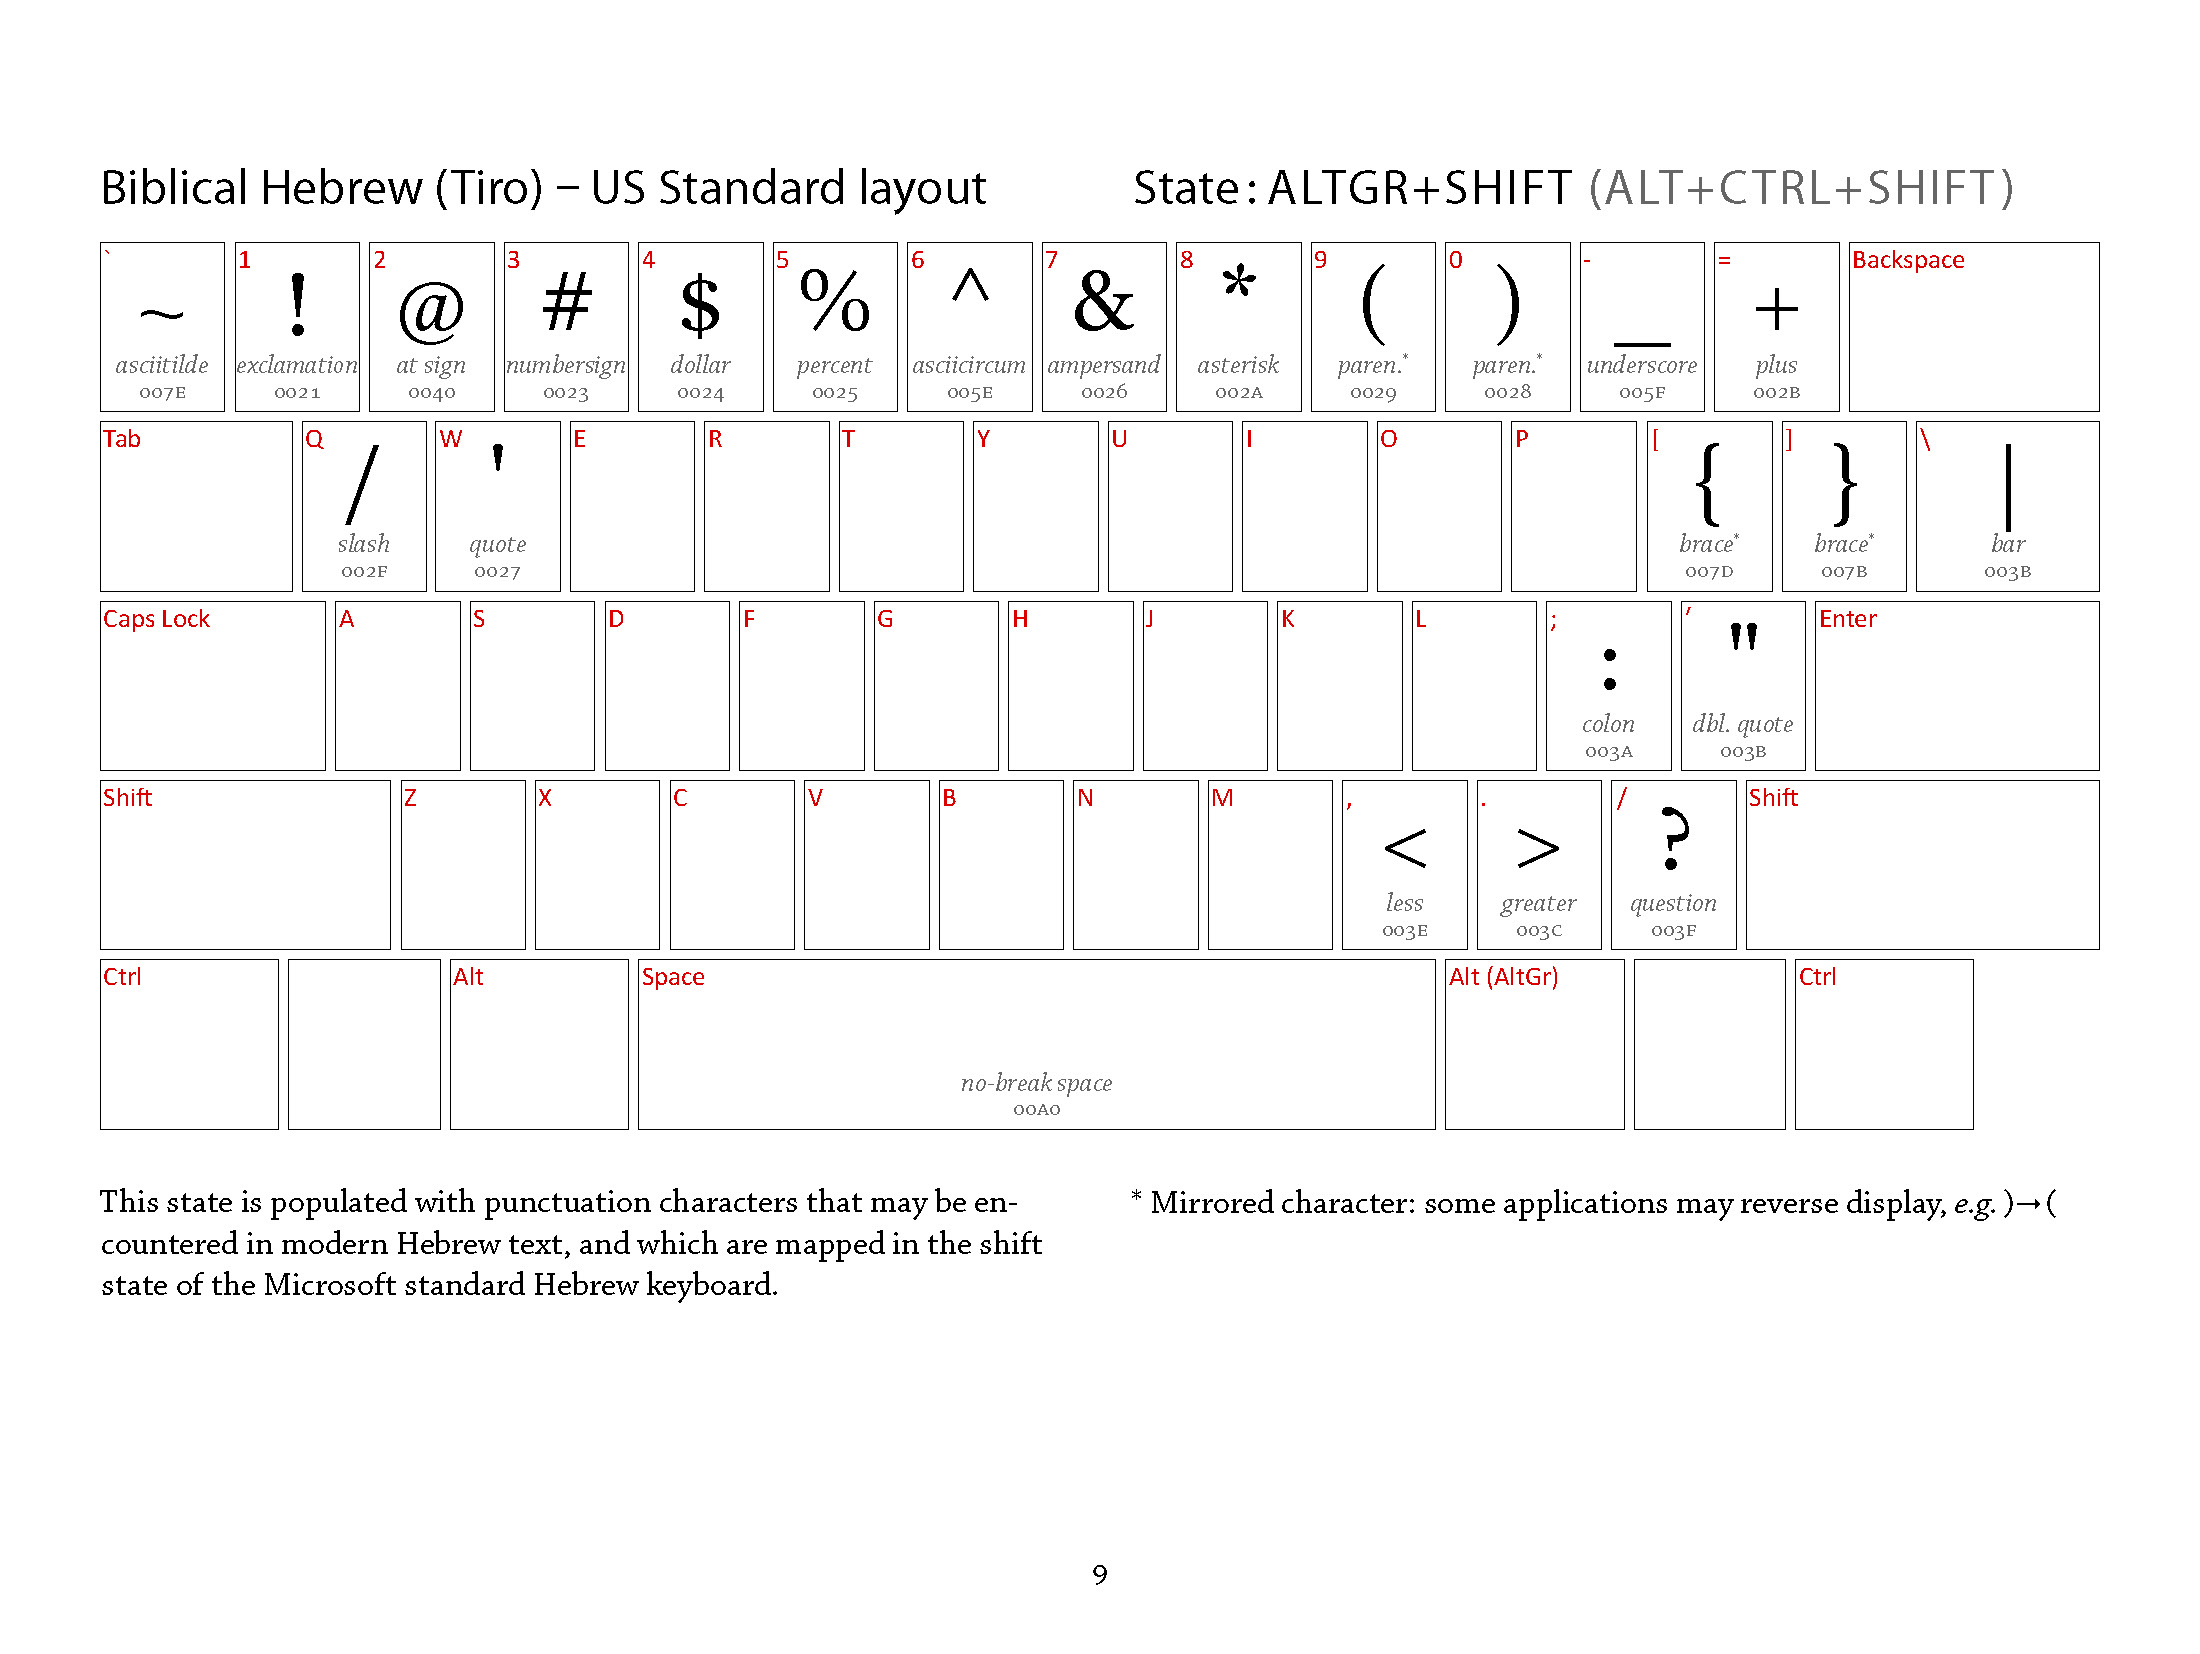 Biblical Hebrew (Tiro) – US Standard layout State: ALTGR+SHIFT (ALT+CTRL+SHIFT)
` 1 2 3 4 5 6 7 8 9 0 - = Backspace
~ ! @ # $ % ^ & * ( ) _ +
asciitilde exclamation at sign numbersign dollar percent asciicircum ampersand asterisk paren.* paren.* underscore plus
007E 0021 0040 0023 0024 0025 005E 0026 002A 0029 0028 005F 002B
Tab Q W E R T Y U I O P [ ] \
/ ' { } |
slash quote brace* brace* bar
002F 0027 007D 007B 003B
Caps Lock A S D F G H J K L ; ' Enter
: "
colon dbl. quote
003A 003B
Shift Z X C V B N M , . / Shift
< > ?
less greater question
003E 003C 003F
Ctrl Alt Space Alt (AltGr) Ctrl
no-break space
00A0
This state is populated with punctuation characters that may be en-
countered in modern Hebrew text, and which are mapped in the shift
state of the Microsoft standard Hebrew keyboard.
* Mirrored character: some applications may reverse display, e.g. )→(
9